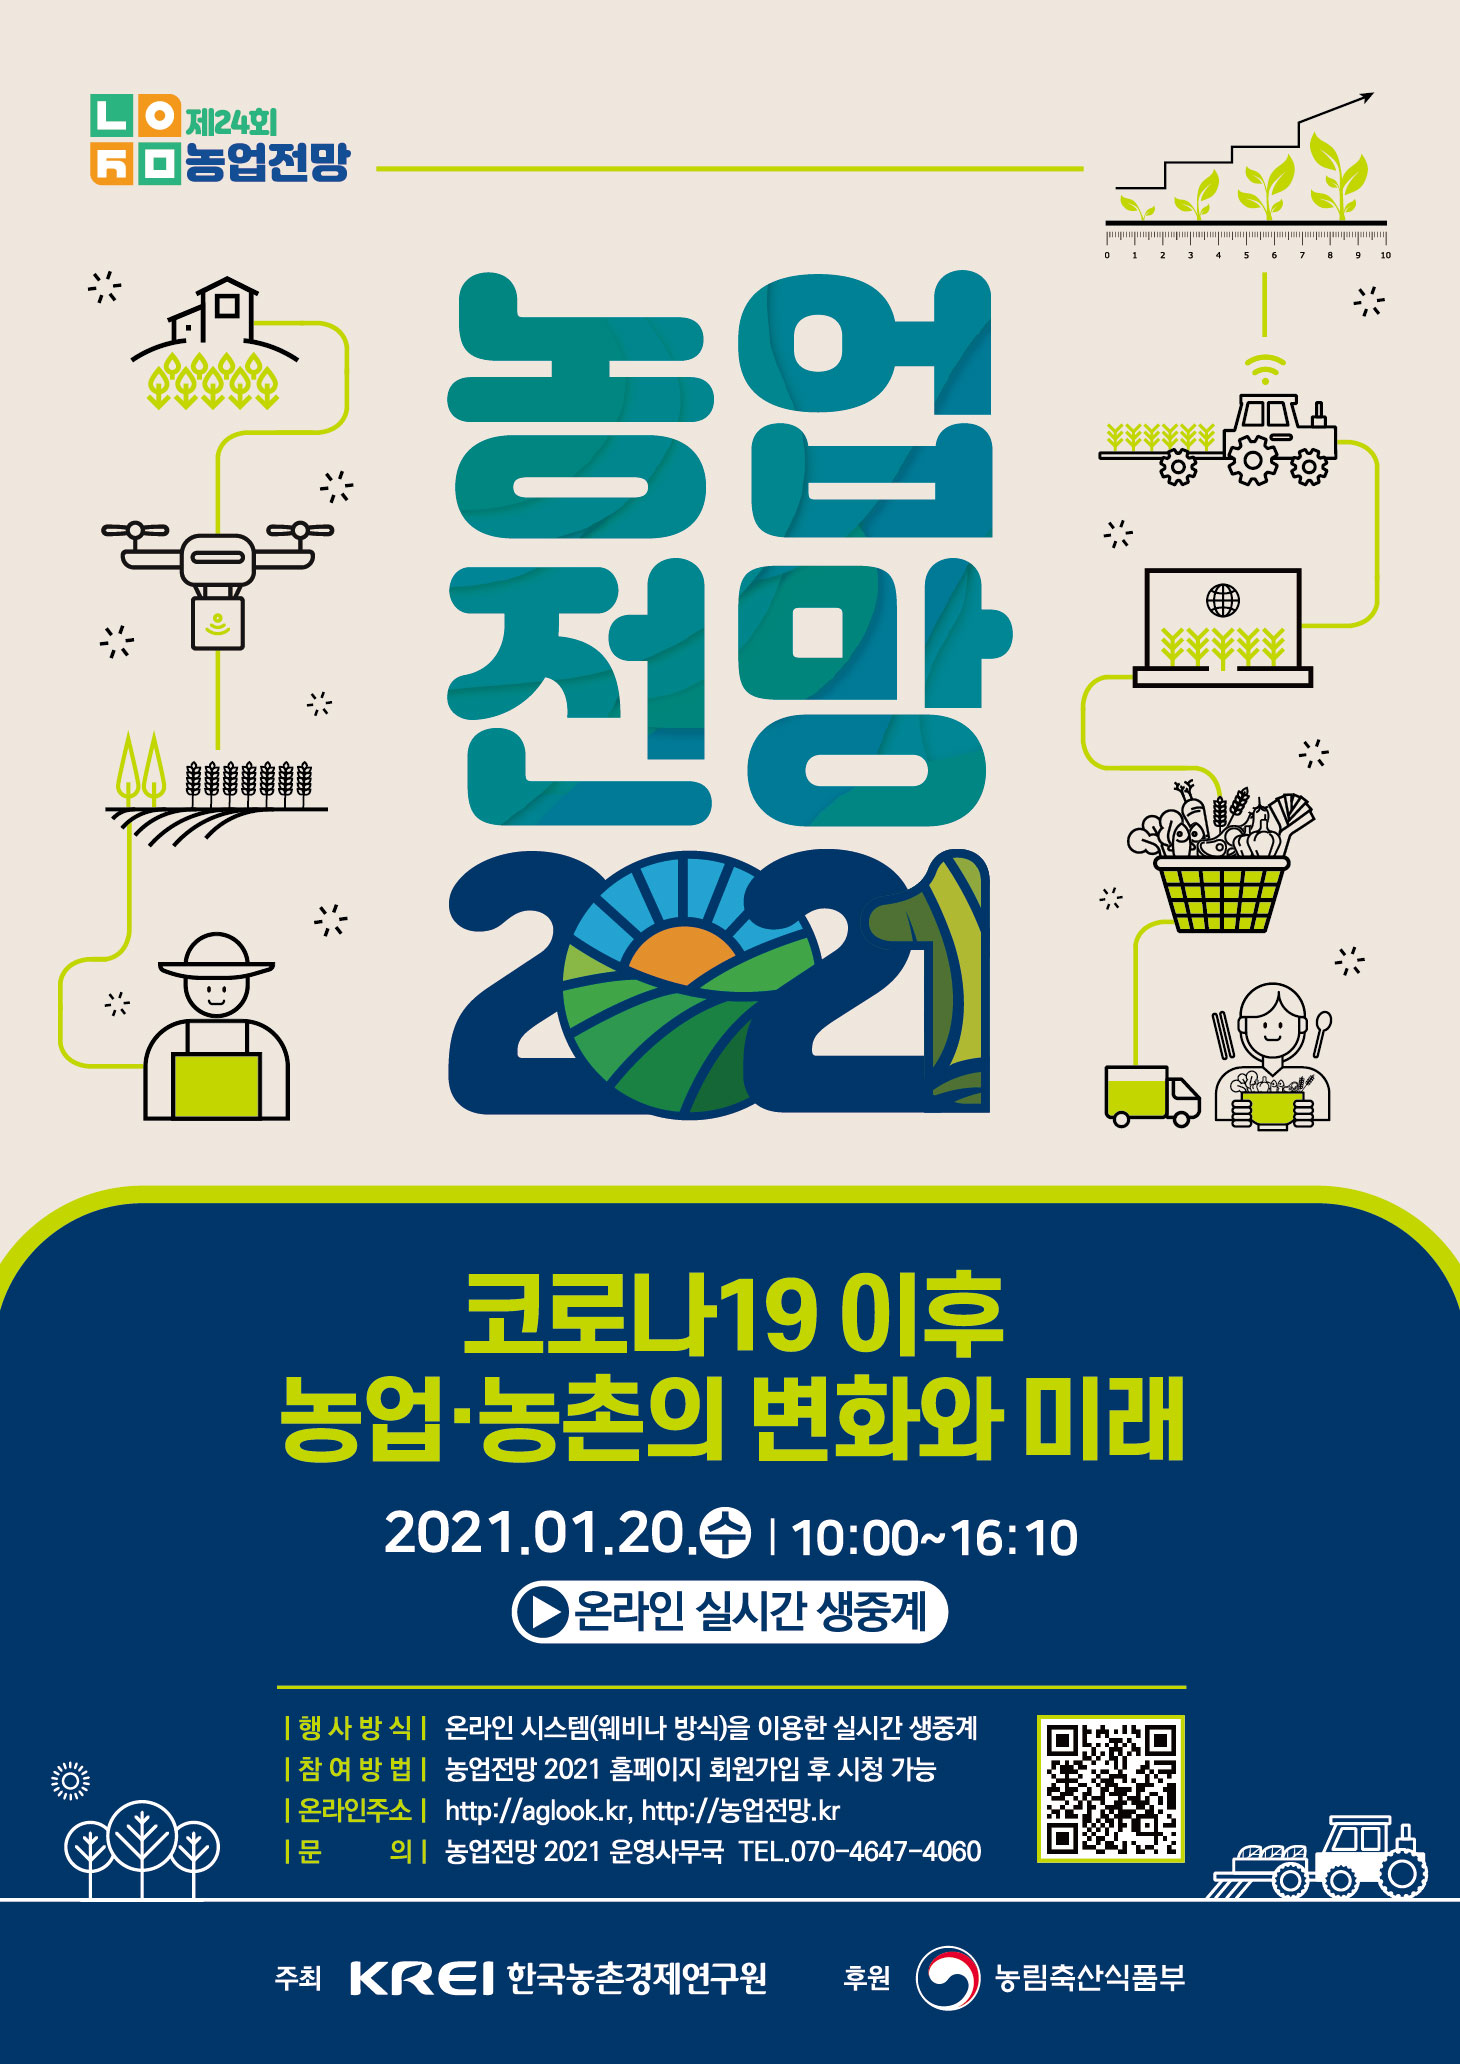 제24회
농업전망
0 1 2 3 4 5 6 7 8 9 10
농업
전망
2021
코로나19 이후
농업·농촌의 변화와 미래
2021.01.20.수 | 10:00~16:10
온라인 실시간 생중계
| 행 사 방 식 | 온라인 시스템(웨비나 방식)을 이용한 실시간 생중계
| 참 여 방 법 | 농업전망 2021 홈페이지 회원가입 후 시청 가능
| 온라인주소 | http://aglook.kr, http://농업전망.kr
| 문 의 | 농업전망 2021 운영사무국 TEL.070-4647-4060
주최 KREI 한국농촌경제연구원 후원 농림축산식품부